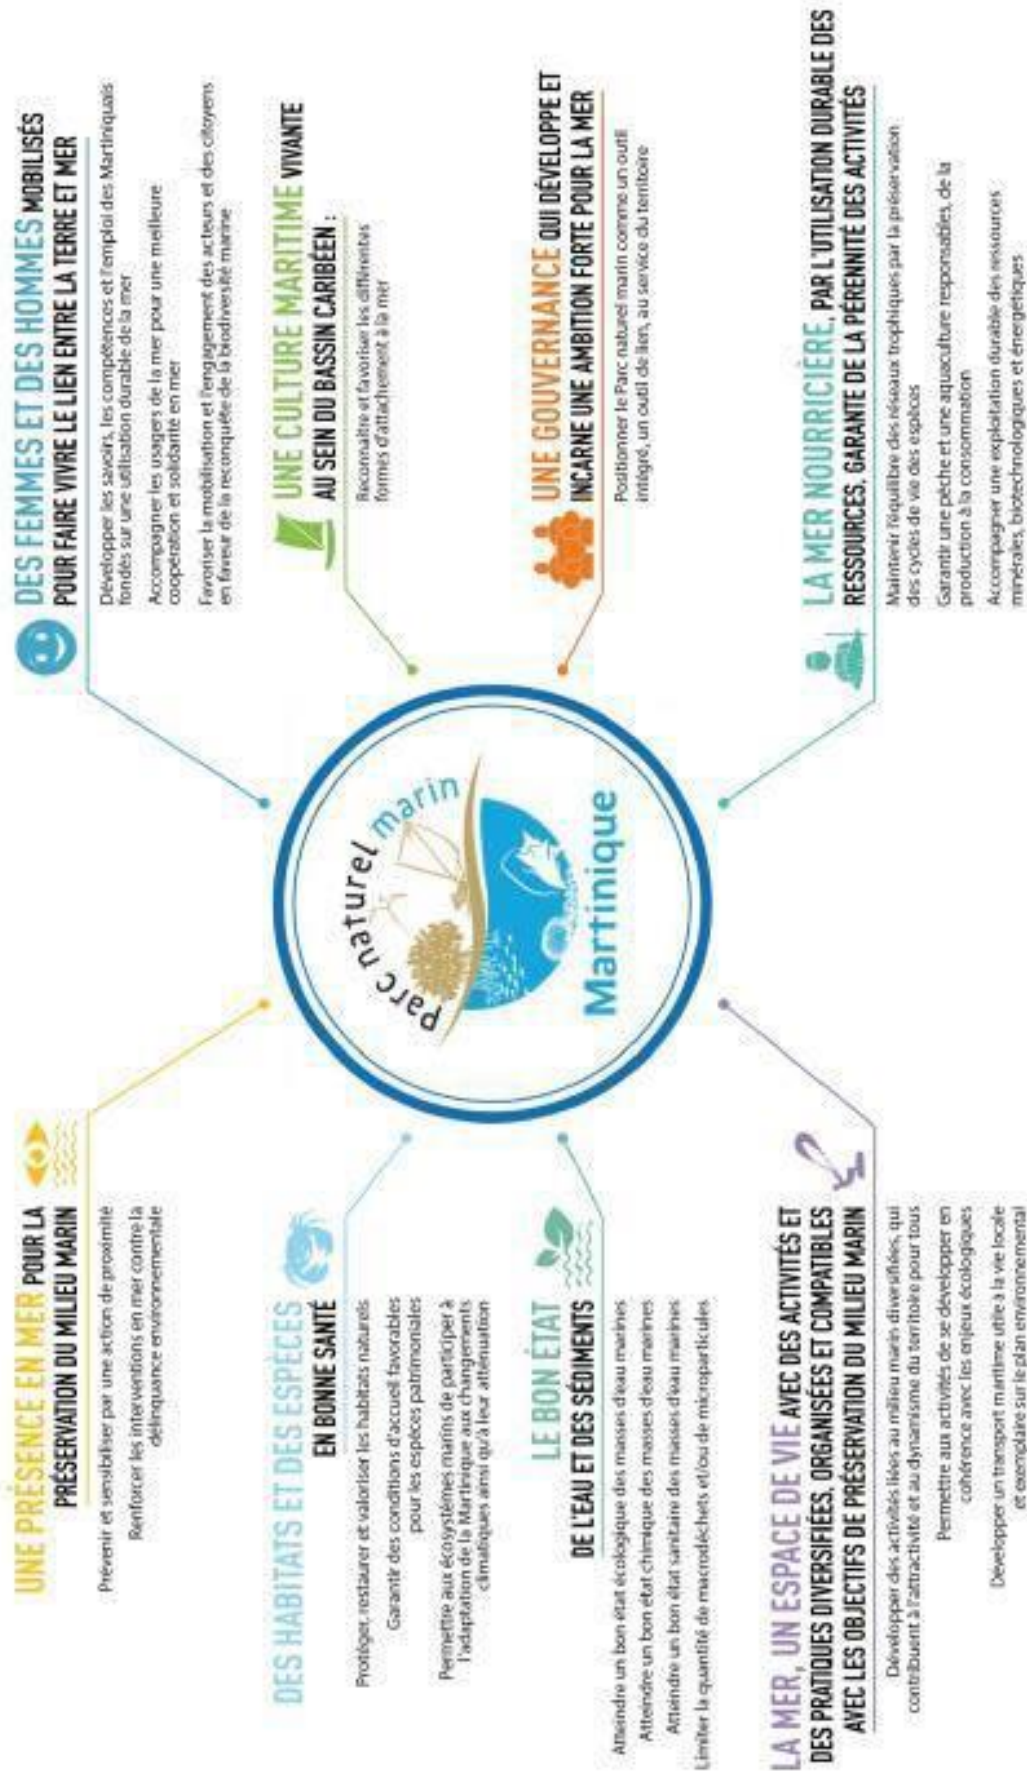 UNE PRÉSENCE EN MER POUR LA
PRÉSERVATION DU MILIEU MARIN
Prévenir et sensibiliser par une action de proximité
Renforcer les interventions en mer contre la
délinquance environnementale
DES HABITATS ET DES ESPÈCES
EN BONNE SANTÉ
Protéger, restaurer et valoriser les habitats naturels
Garantir des conditions d'accueil favorables
pour les espèces patrimoniales
Permettre aux écosystèmes marins de participer à
l'adaptation de la Martinique aux changements
climatiques ainsi qu'à leur atténuation
LE BON ÉTAT
DE L'EAU ET DES SÉDIMENTS
Atteindre un bon état écologique des masses d'eau marines
Atteindre un bon état chimique des masses d'eau marines
Atteindre un bon état sanitaire des masses d'eau marines
Limiter la quantité de macrodéchets et/ou de microparticules
LA MER, UN ESPACE DE VIE AVEC DES ACTIVITÉS ET
DES PRATIQUES DIVERSIFIÉES, ORGANISÉES ET COMPATIBLES
AVEC LES OBJECTIFS DE PRÉSERVATION DU MILIEU MARIN
Développer des activités liées au milieu marin diversifiées, qui
contribuent à l'attractivité et au dynamisme du territoire pour tous
Permettre aux activités de se développer en
cohérence avec les enjeux écologiques
Développer un transport maritime utile à la vie locale
et exemplaire sur le plan environnemental
Parc naturel marin
Martinique
DES FEMMES ET DES HOMMES MOBILISÉS
POUR FAIRE VIVRE LE LIEN ENTRE LA TERRE ET MER
Développer les savoirs, les compétences et l'emploi des Martiniquais
fondés sur une utilisation durable de la mer
Accompagner les usagers de la mer pour une meilleure
coopération et solidarité en mer
Favoriser la mobilisation et l'engagement des acteurs et des citoyens
en faveur de la reconquête de la biodiversité marine
UNE CULTURE MARITIME VIVANTE
AU SEIN DU BASSIN CARIBÉEN :
Reconnaître et favoriser les différentes
formes d'attachement à la mer
UNE GOUVERNANCE QUI DÉVELOPPE ET
INCARNE UNE AMBITION FORTE POUR LA MER
Positionner le Parc naturel marin comme un outil
intégré, un outil de lien, au service du territoire
LA MER NOURRICIÈRE, PAR L'UTILISATION DURABLE DES
RESSOURCES, GARANTE DE LA PÉRENNITÉ DES ACTIVITÉS
Maintenir l'équilibre des réseaux trophiques par la préservation
des cycles de vie des espèces
Garantir une pêche et une aquaculture responsables, de la
production à la consommation
Accompagner une exploitation durable des ressources
minérales, biotechnologiques et énergétiques